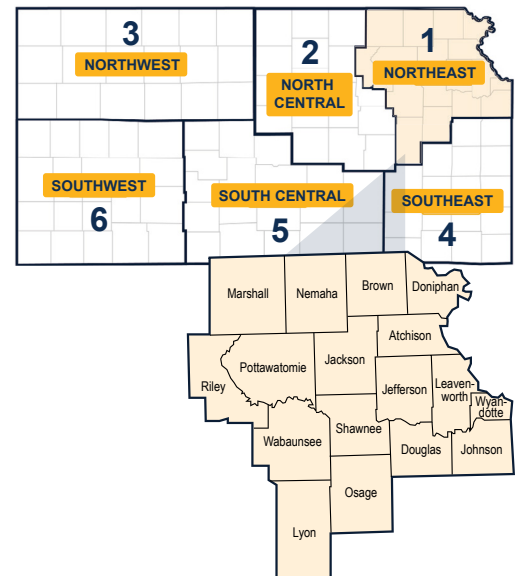 3
NORTHWEST
2
NORTH
CENTRAL
1
NORTHEAST
SOUTHWEST
6
SOUTH CENTRAL
5
SOUTHEAST
4
Marshall
Nemaha
Brown
Doniphan
Atchison
Riley
Pottawatomie
Jackson
Jefferson
Leaven-
worth
Wyan-
dotte
Wabaunsee
Shawnee
Douglas
Johnson
Osage
Lyon